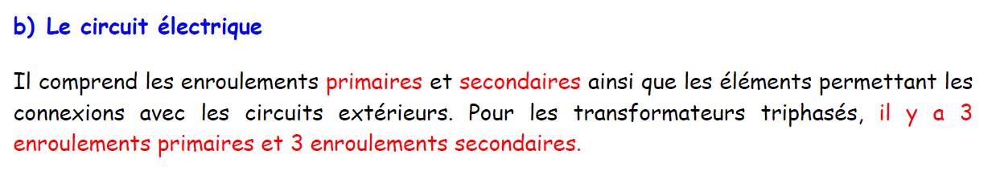 b) Le circuit électrique
Il comprend les enroulements primaires et secondaires ainsi que les éléments permettant les
connexions avec les circuits extérieurs. Pour les transformateurs triphasés, il y a 3
enroulements primaires et 3 enroulements secondaires.